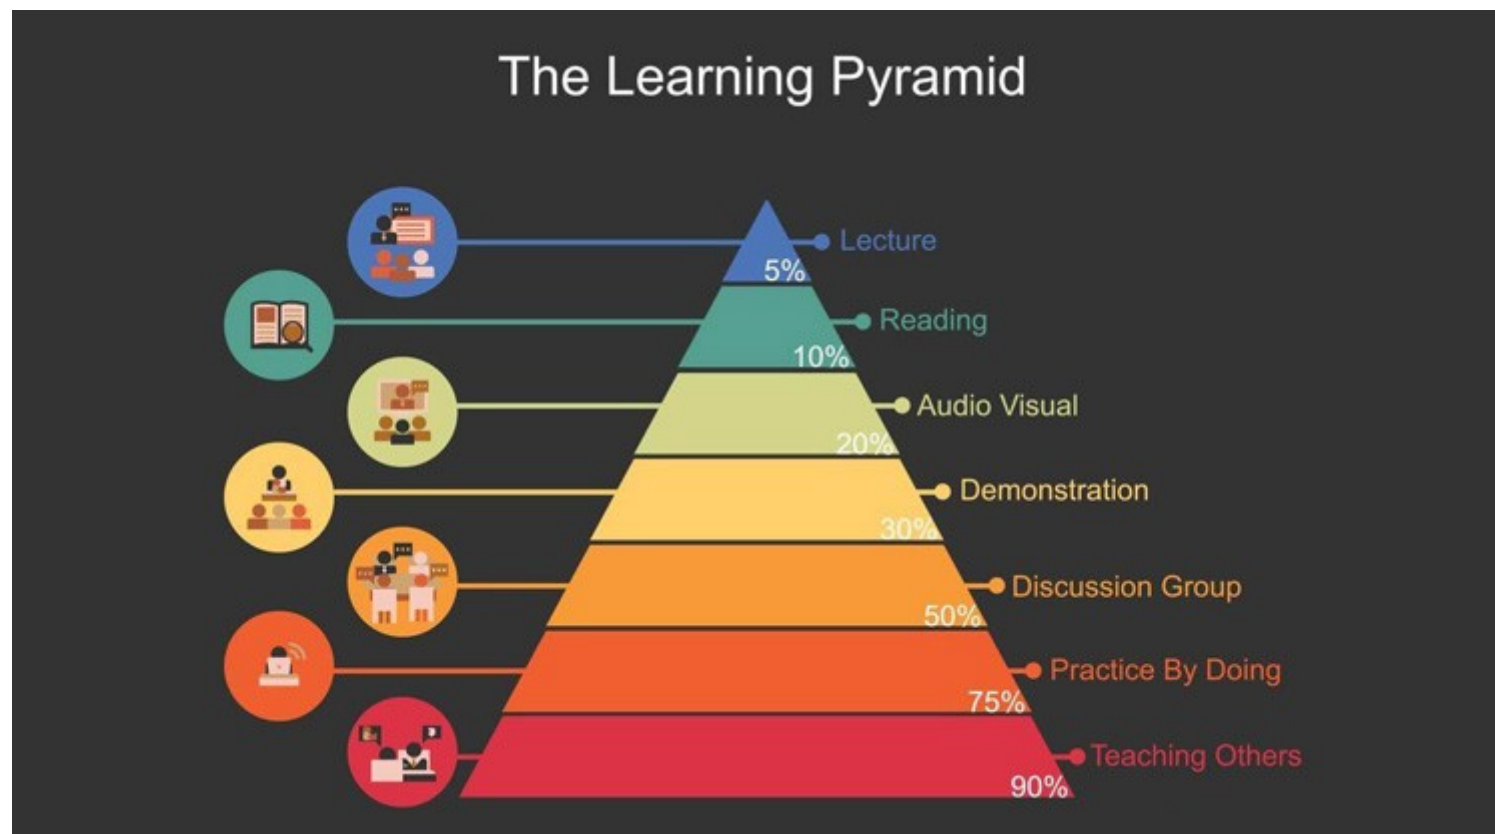 The Learning Pyramid
Lecture
5%
Reading
10%
Audio Visual
20%
Demonstration
30%
Discussion Group
50%
Practice By Doing
75%
Teaching Others
90%